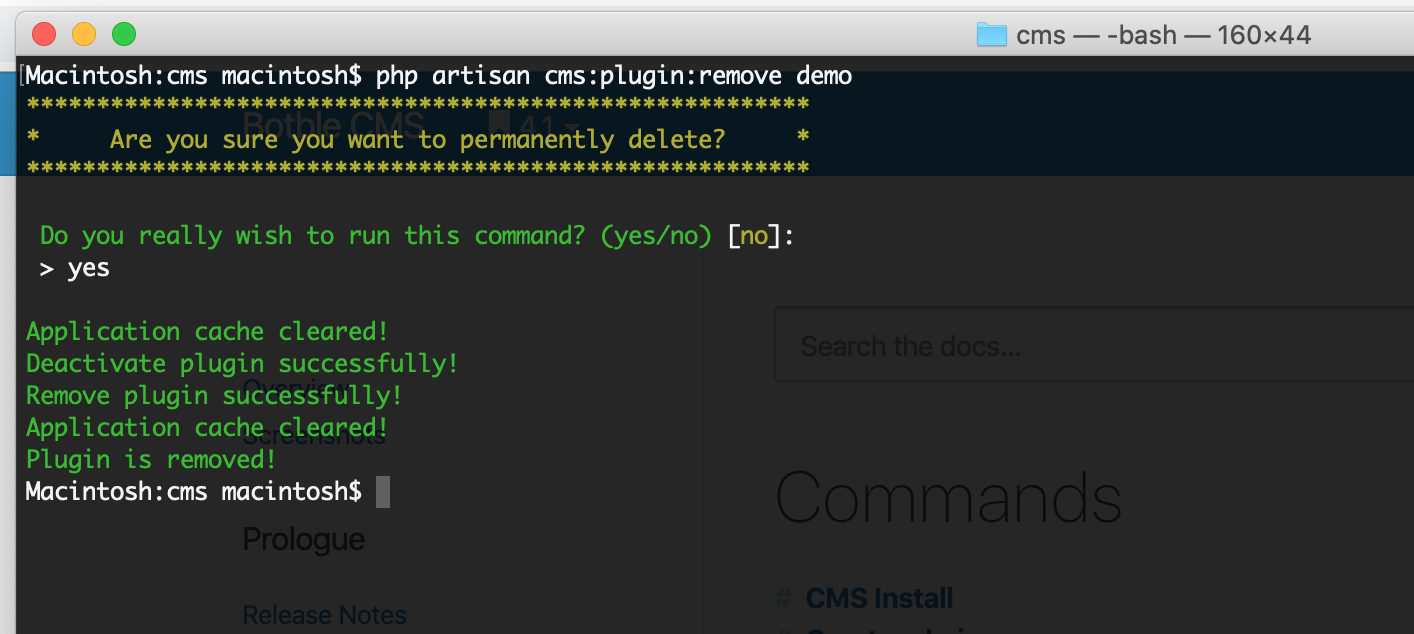 cms — -bash — 160×44
[Macintosh:cms macintosh$ php artisan cms:plugin:remove demo
********************************************************
*     Are you sure you want to permanently delete?     *
********************************************************
Botble CMS 41
Do you really wish to run this command? (yes/no) [no]:
> yes
Application cache cleared!
Search the docs...
Deactivate plugin successfully!
Overview
Remove plugin successfully!
Application cache cleared!
Screenshots
Plugin is removed!
Macintosh:cms macintosh$
Commands
Prologue
# CMS Install
Release Notes